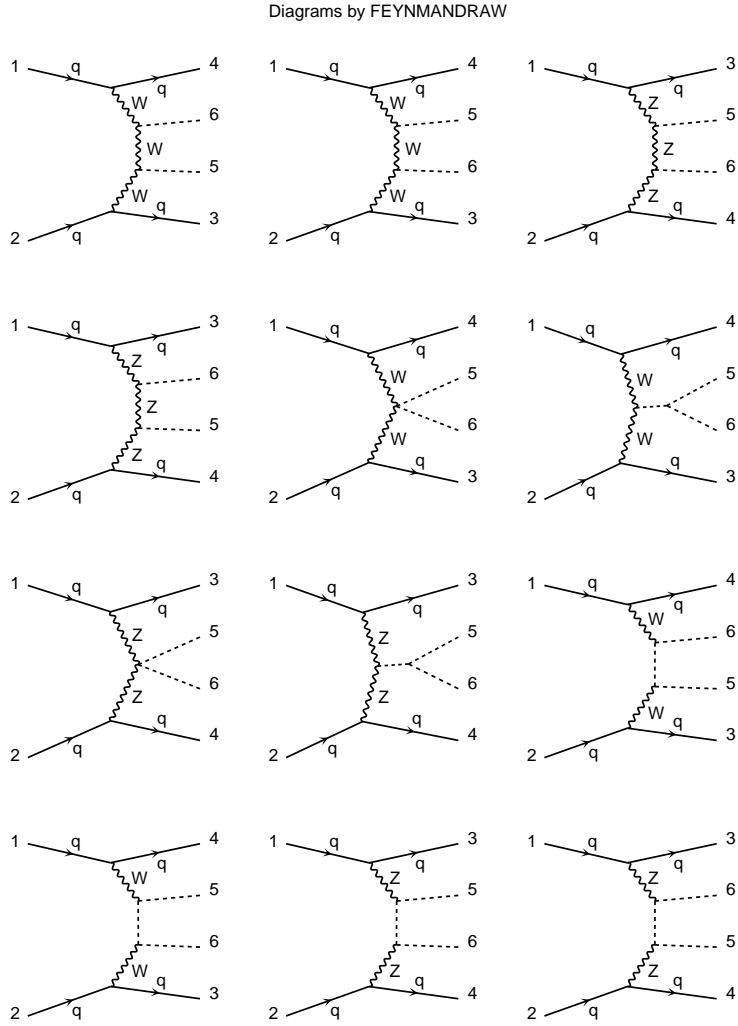 Diagrams by FEYNMANDRAW
1 q 4 1 q 4 1 q 3
q q q
W W Z
6 5 5
W W Z
5 6 6
W W Z
q 3 q 3 q 4
2 q 2 q 2 q
1 q 3 1 q 4 1 q 4
q q q
Z
6 W 5 W 5
Z
5 6 6
Z W W
q 4 q 3 q 3
2 q 2 q 2 q
1 q 3 1 q 3 1 q 4
q q q
W
Z 5 Z 5 6
6 6 5
Z Z W
q 4 q 4 q 3
2 q 2 q 2 q
1 q 4 1 q 3 1 q 3
q q q
W Z Z
5 5 6
6 6 5
W Z Z
q 3 q 4 q 4
2 q 2 q 2 q